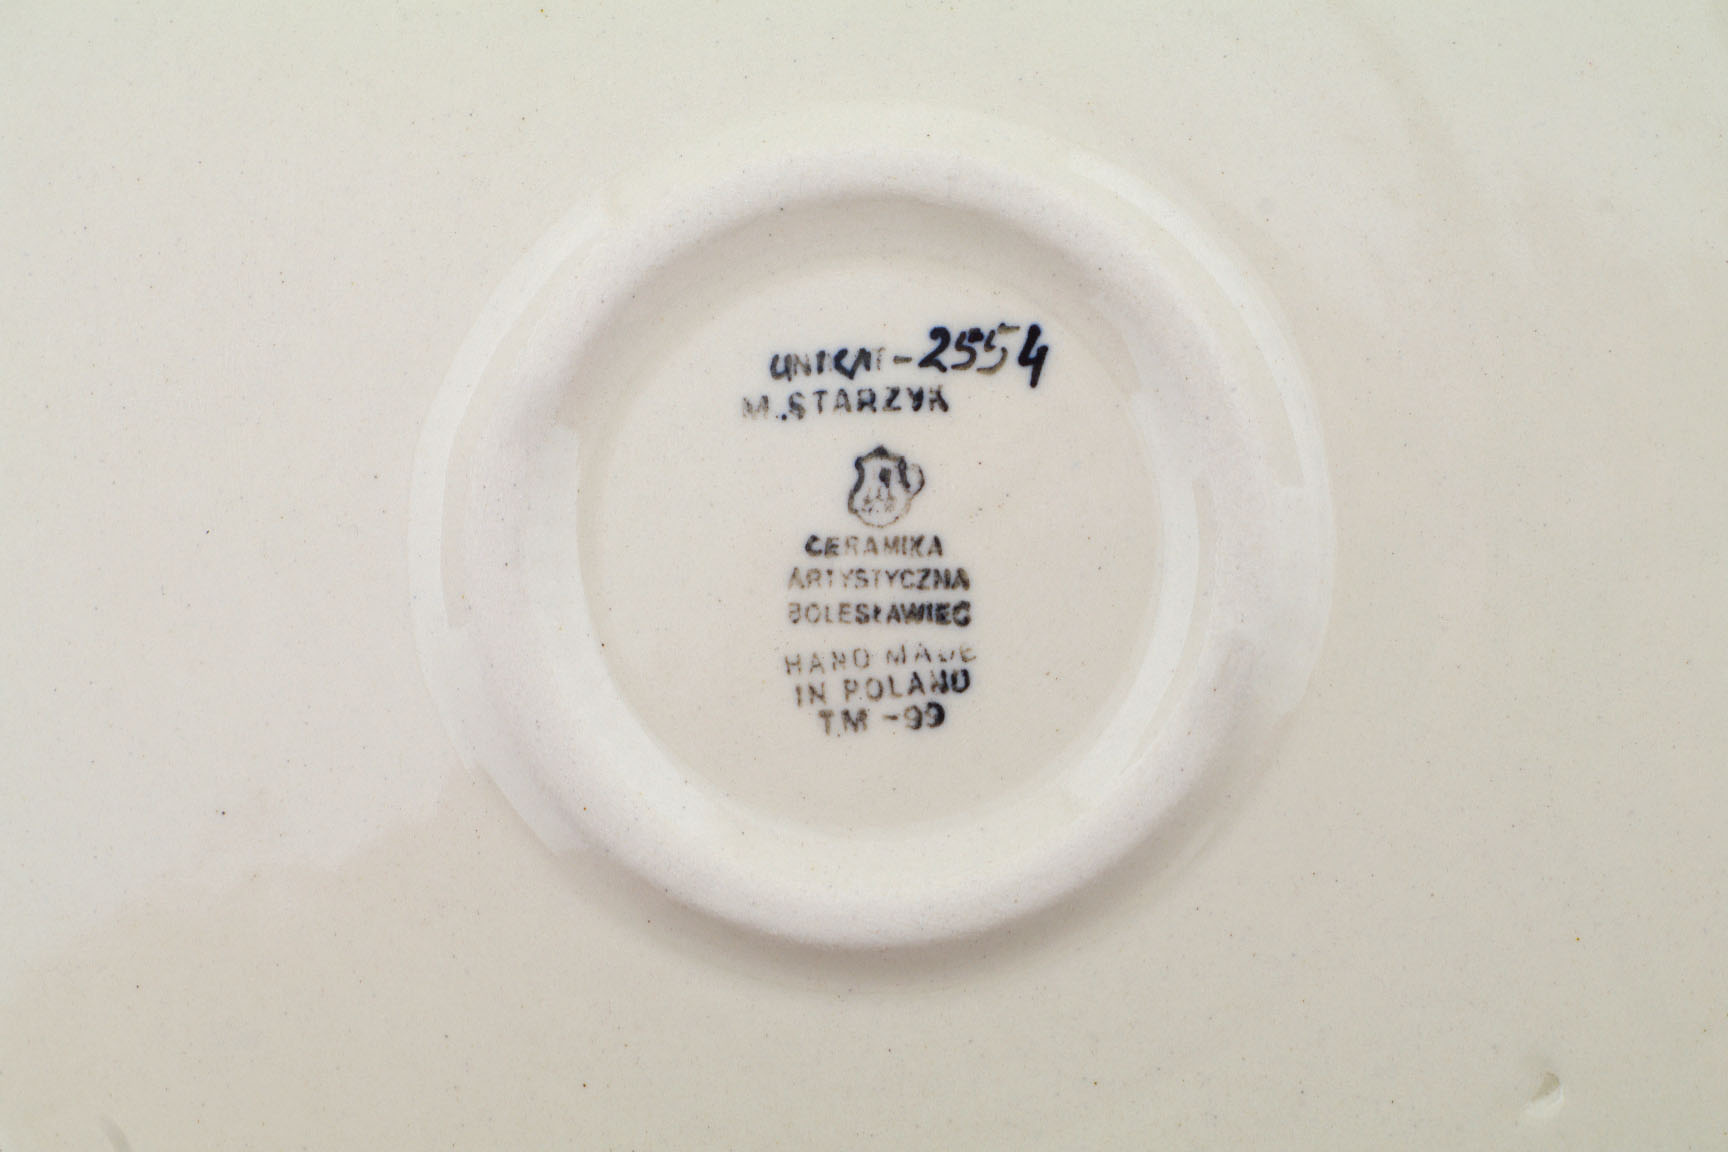 UNIKAT-2554
M. STARZYK
CERAMIKA
ARTYSTYCZNA
BOLESŁAWIEC
HAND MADE
IN POLAND
TM -99